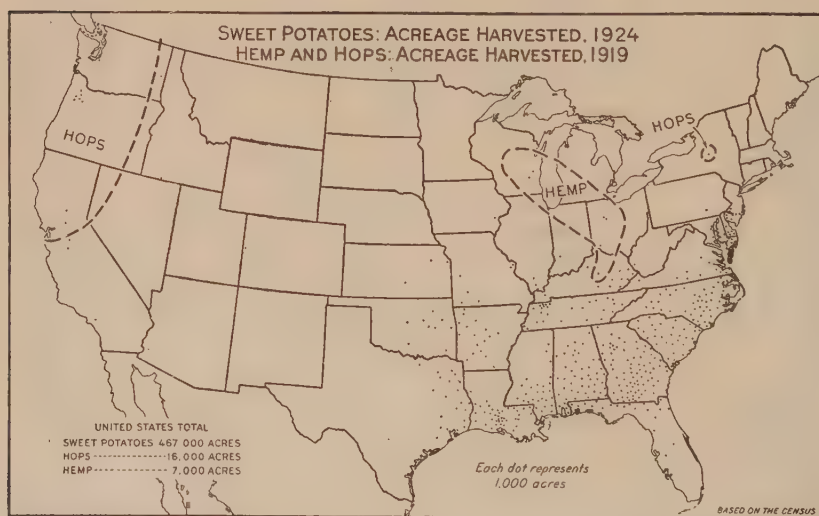 SWEET POTATOES: ACREAGE HARVESTED, 1924
HEMP AND HOPS: ACREAGE HARVESTED, 1919
HOPS
HOPS
HEMP
UNITED STATES TOTAL
SWEET POTATOES 467 000 ACRES
HOPS ------------ 16,000 ACRES
HEMP ------------ 7,000 ACRES
Each dot represents
1,000 acres
BASED ON THE CENSUS